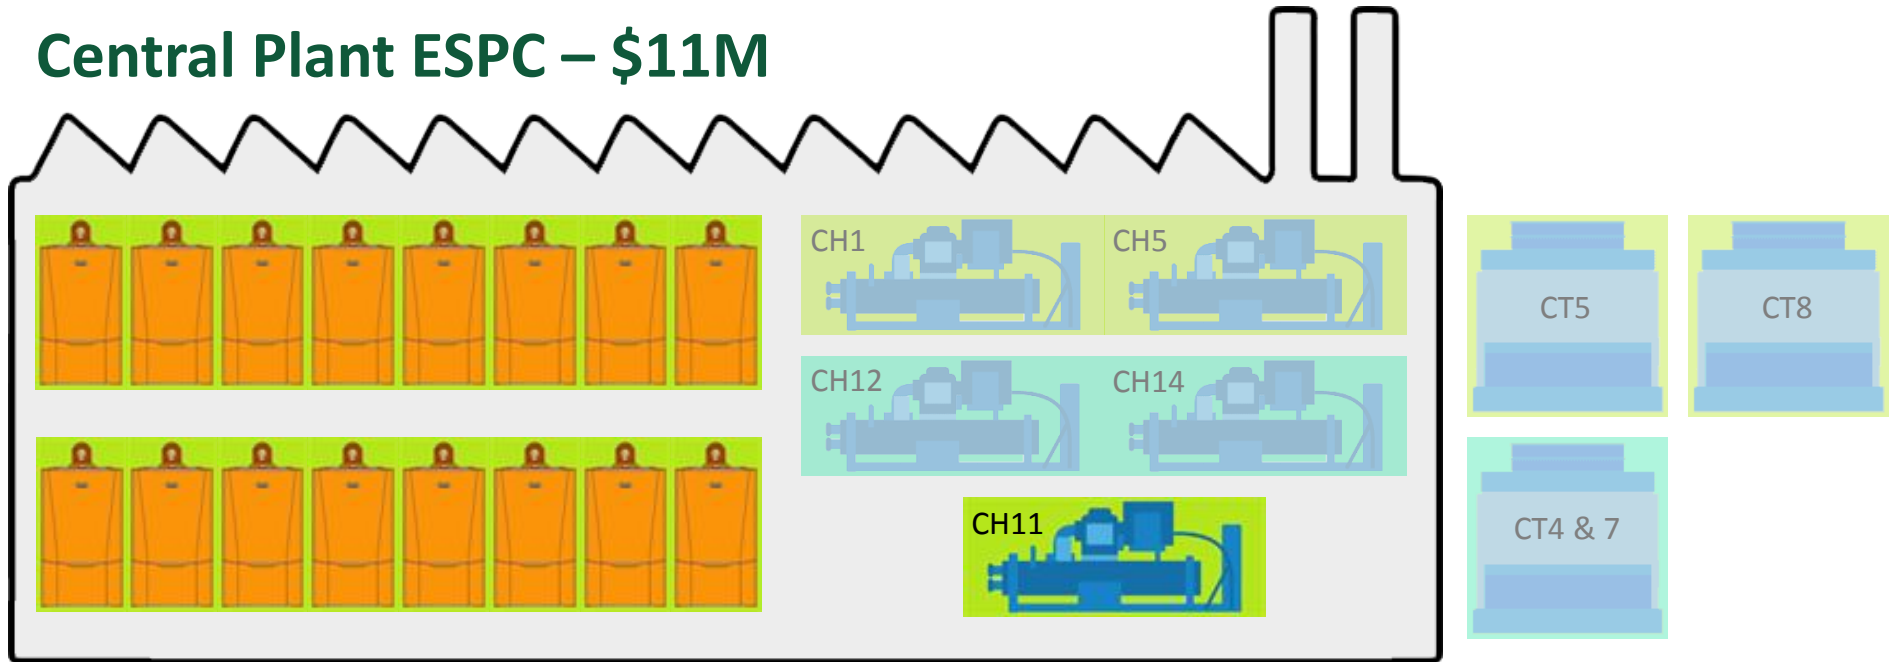 Central Plant ESPC – $11M
CH1
CH5
CT5
CT8
CH12
CH14
CH11
CT4 & 7